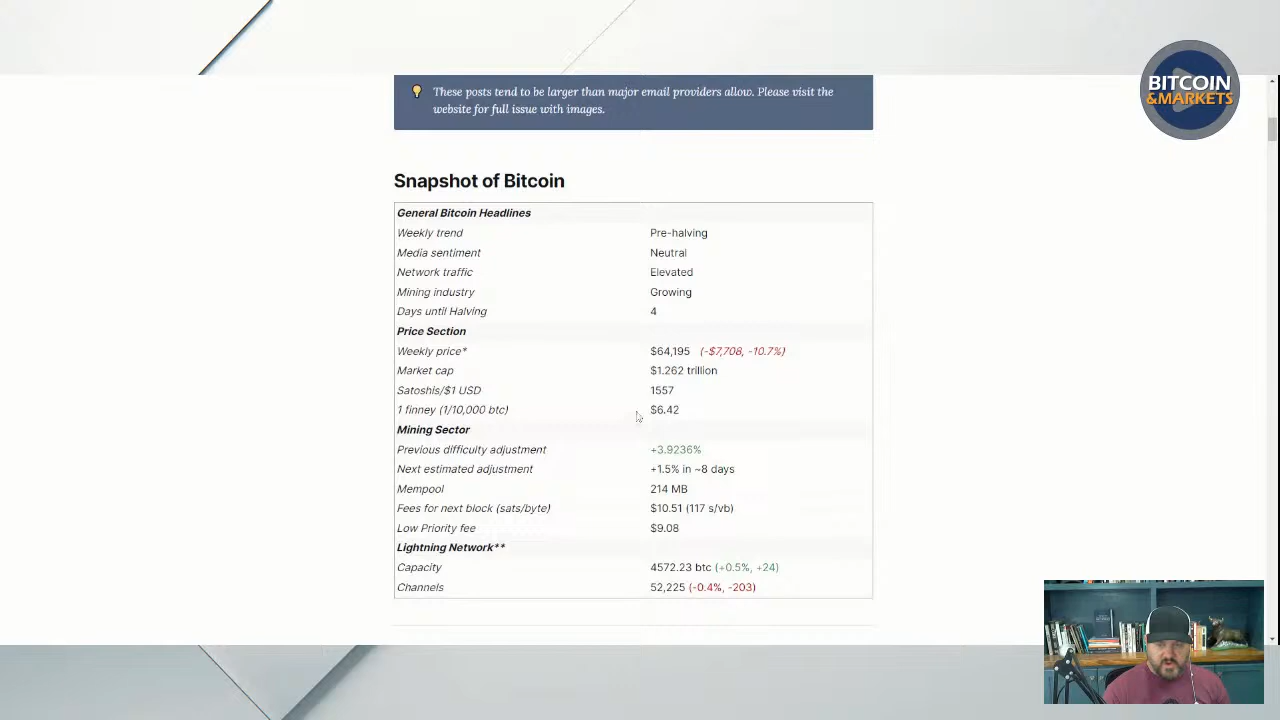 BITCOIN
&MARKETS
These posts tend to be larger than major email providers allow. Please visit the
website for full issue with images.
Snapshot of Bitcoin
General Bitcoin Headlines
Weekly trend Pre-halving
Media sentiment Neutral
Network traffic Elevated
Mining industry Growing
Days until Halving 4
Price Section
Weekly price* $64,195 (-$7,708, -10.7%)
Market cap $1.262 trillion
Satoshis/$1 USD 1557
1 finney (1/10,000 btc) $6.42
Mining Sector
Previous difficulty adjustment +3.9236%
Next estimated adjustment +1.5% in ~8 days
Mempool 214 MB
Fees for next block (sats/byte) $10.51 (117 s/vb)
Low Priority fee $9.08
Lightning Network**
Capacity 4572.23 btc (+0.5%, +24)
Channels 52,225 (-0.4%, -203)